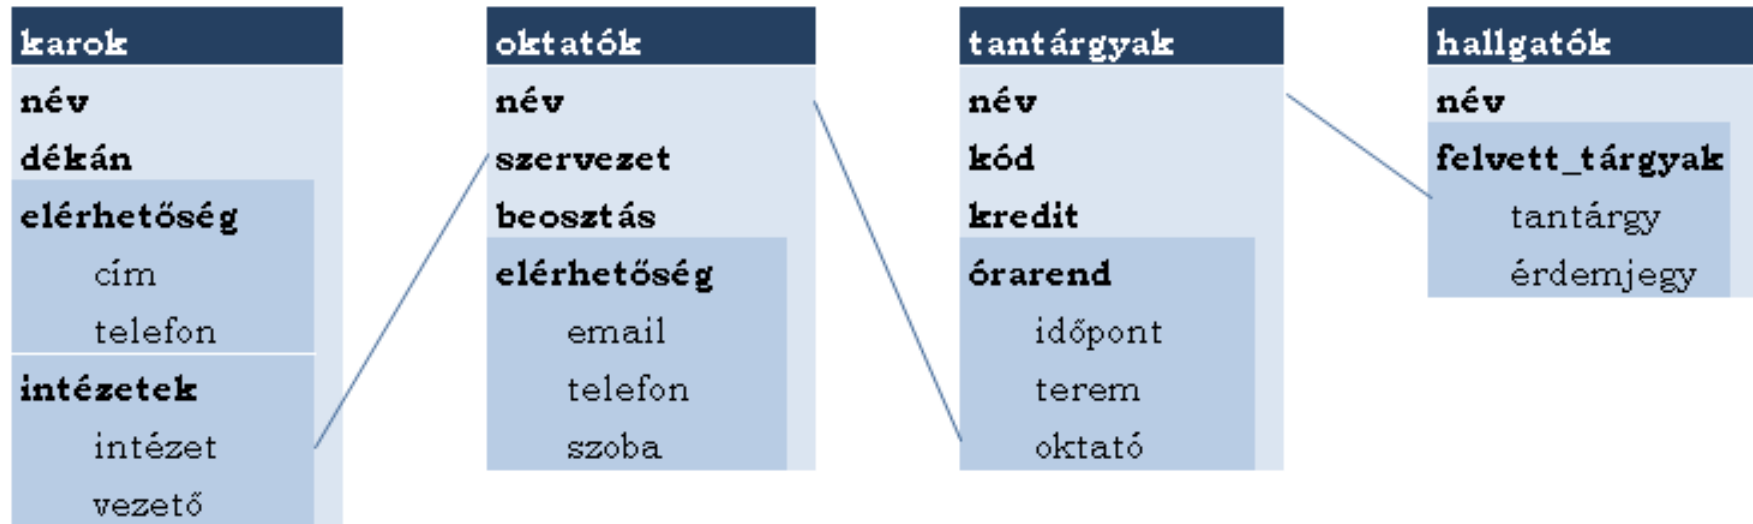 karok
név
dékán
elérhetőség
cím
telefon
intézetek
intézet
vezető
oktatók
név
szervezet
beosztás
elérhetőség
email
telefon
szoba
tantárgyak
név
kód
kredit
órarend
időpont
terem
oktató
hallgatók
név
felvett_tárgyak
tantárgy
érdemjegy